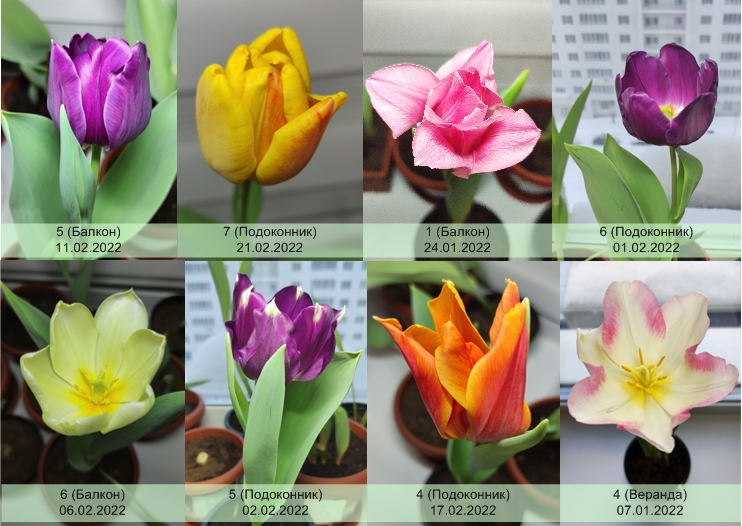 5 (Балкон)
11.02.2022
7 (Подоконник)
21.02.2022
1 (Балкон)
24.01.2022
6 (Подоконник)
01.02.2022
6 (Балкон)
06.02.2022
5 (Подоконник)
02.02.2022
4 (Подоконник)
17.02.2022
4 (Веранда)
07.01.2022